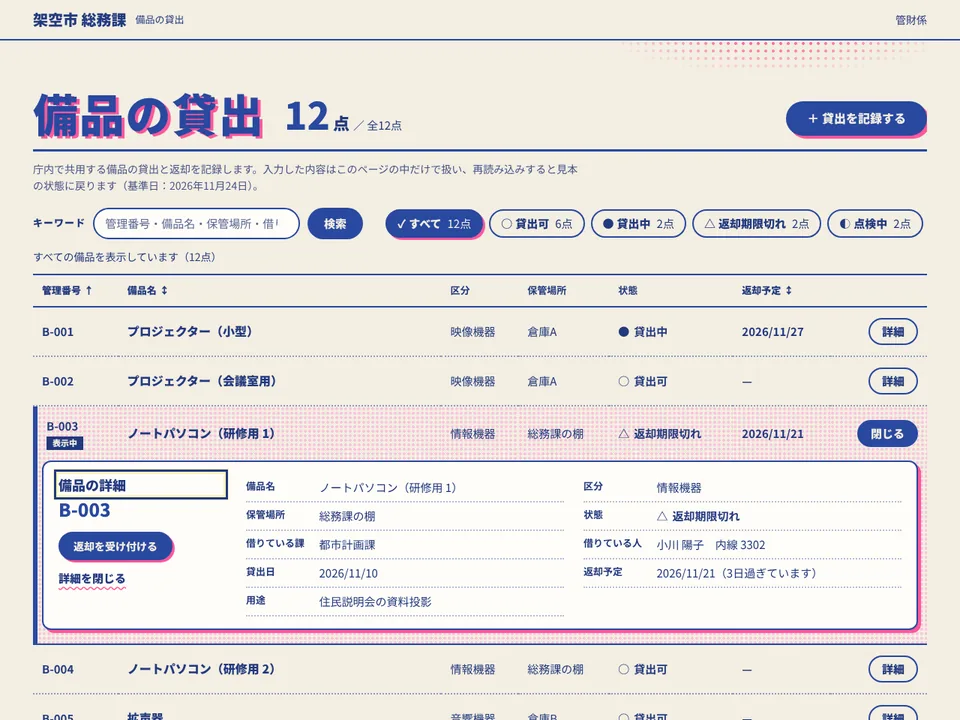 架空市 総務課 備品の貸出 管財係
備品の貸出 12点 ／ 全12点
＋ 貸出を記録する
庁内で共用する備品の貸出と返却を記録します。入力した内容はこのページの中だけで扱い、再読み込みすると見本
の状態に戻ります（基準日：2026年11月24日）。
キーワード 管理番号・備品名・保管場所・借り 検索 ✓ すべて 12点 ○ 貸出可 6点 ● 貸出中 2点 △ 返却期限切れ 2点 ◐ 点検中 2点
すべての備品を表示しています（12点）
管理番号 ↑ 備品名 ↕ 区分 保管場所 状態 返却予定 ↕
B-001 プロジェクター（小型） 映像機器 倉庫A ● 貸出中 2026/11/27 詳細
B-002 プロジェクター（会議室用） 映像機器 倉庫A ○ 貸出可 — 詳細
B-003 ノートパソコン（研修用 1） 情報機器 総務課の棚 △ 返却期限切れ 2026/11/21 閉じる
表示中
備品の詳細
B-003
返却を受け付ける
詳細を閉じる
備品名 ノートパソコン（研修用 1）
保管場所 総務課の棚
借りている課 都市計画課
貸出日 2026/11/10
用途 住民説明会の資料投影
区分 情報機器
状態 △ 返却期限切れ
借りている人 小川 陽子 内線 3302
返却予定 2026/11/21（3日過ぎています）
B-004 ノートパソコン（研修用 2） 情報機器 総務課の棚 ○ 貸出可 — 詳細
B-005 拡声器 音響機器 倉庫B ○ 貸出可 — 詳細